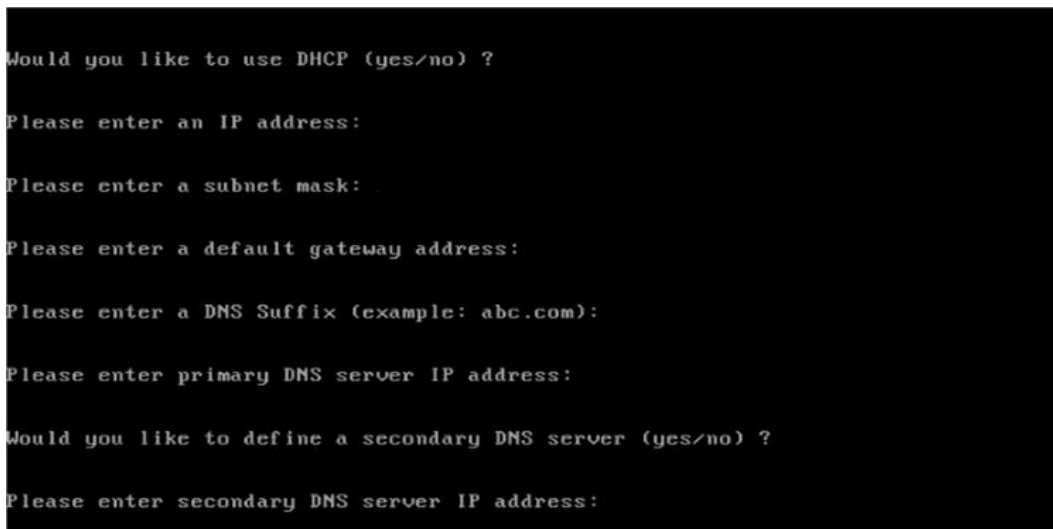 Would you like to use DHCP (yes/no) ?
Please enter an IP address:
Please enter a subnet mask:
Please enter a default gateway address:
Please enter a DNS Suffix (example: abc.com):
Please enter primary DNS server IP address:
Would you like to define a secondary DNS server (yes/no) ?
Please enter secondary DNS server IP address: